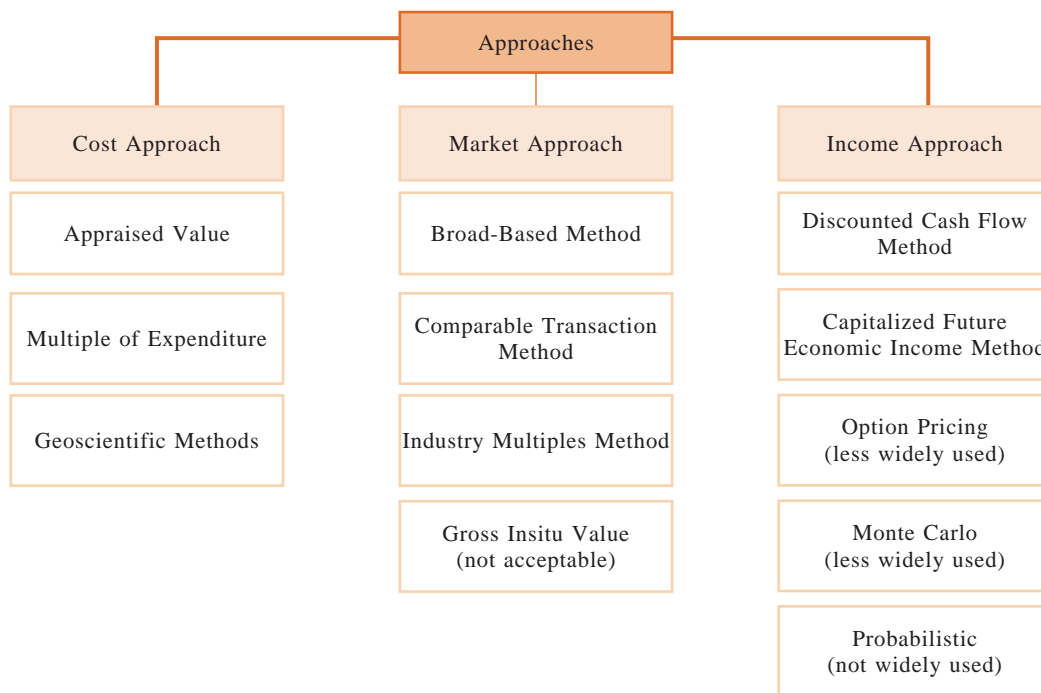 Approaches
Cost Approach
Appraised Value
Multiple of Expenditure
Geoscientific Methods
Market Approach
Broad-Based Method
Comparable Transaction
Method
Industry Multiples Method
Gross Insitu Value
(not acceptable)
Income Approach
Discounted Cash Flow
Method
Capitalized Future
Economic Income Method
Option Pricing
(less widely used)
Monte Carlo
(less widely used)
Probabilistic
(not widely used)